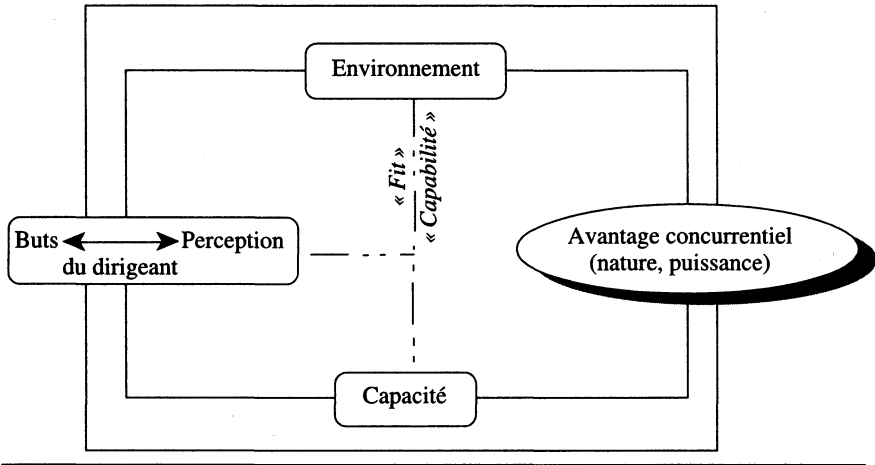 Environnement
« Fit »
« Capabilité »
Buts Perception
du dirigeant
Avantage concurrentiel
(nature, puissance)
Capacité